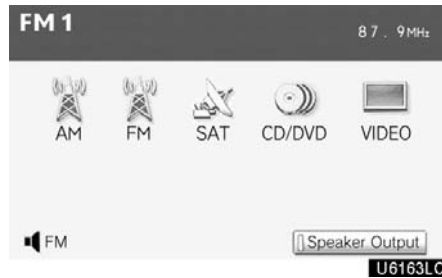 FM 1
87.9MHz
AM FM SAT CD/DVD VIDEO
FM
Speaker Output
U6163LC